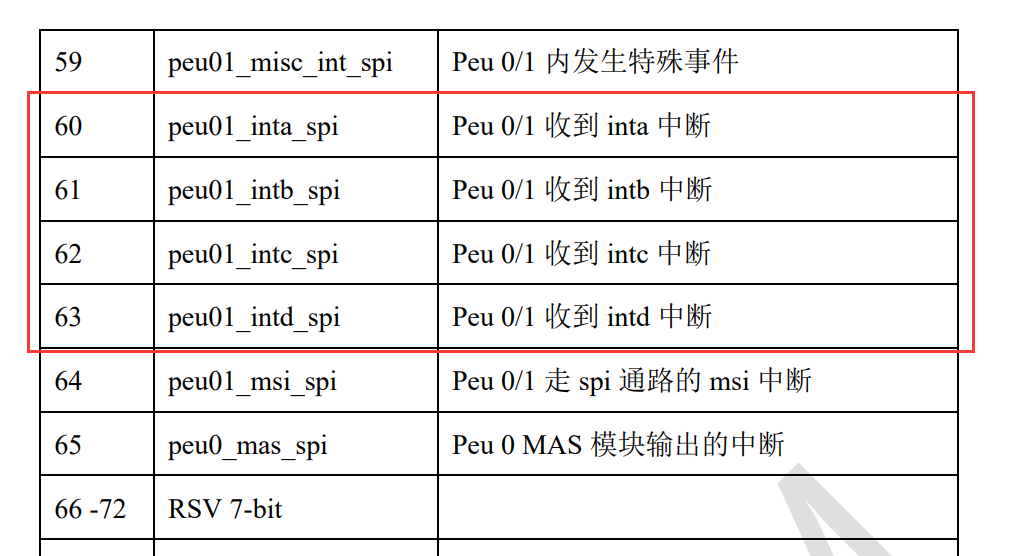 59 peu01_misc_int_spi Peu 0/1 内发生特殊事件
60 peu01_inta_spi Peu 0/1 收到 inta 中断
61 peu01_intb_spi Peu 0/1 收到 intb 中断
62 peu01_intc_spi Peu 0/1 收到 intc 中断
63 peu01_intd_spi Peu 0/1 收到 intd 中断
64 peu01_msi_spi Peu 0/1 走 spi 通路的 msi 中断
65 peu0_mas_spi Peu 0 MAS 模块输出的中断
66 -72 RSV 7-bit